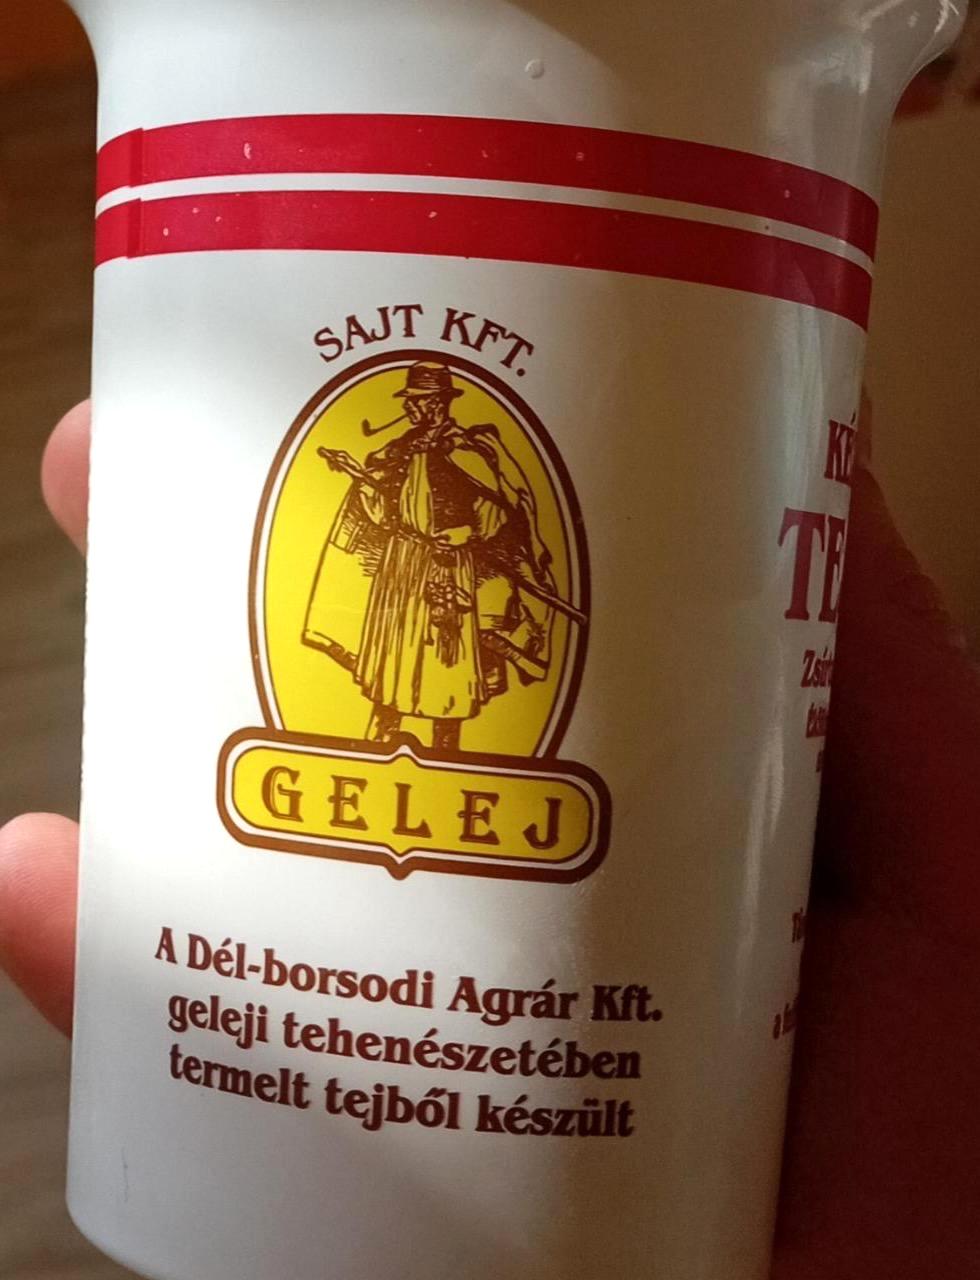 SAJT KFT.
GELEJ
A Dél-borsodi Agrár Kft.
geleji tehenészetében
termelt tejből készült